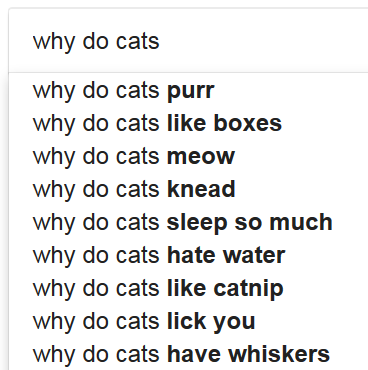 why do cats
why do cats purr
why do cats like boxes
why do cats meow
why do cats knead
why do cats sleep so much
why do cats hate water
why do cats like catnip
why do cats lick you
why do cats have whiskers